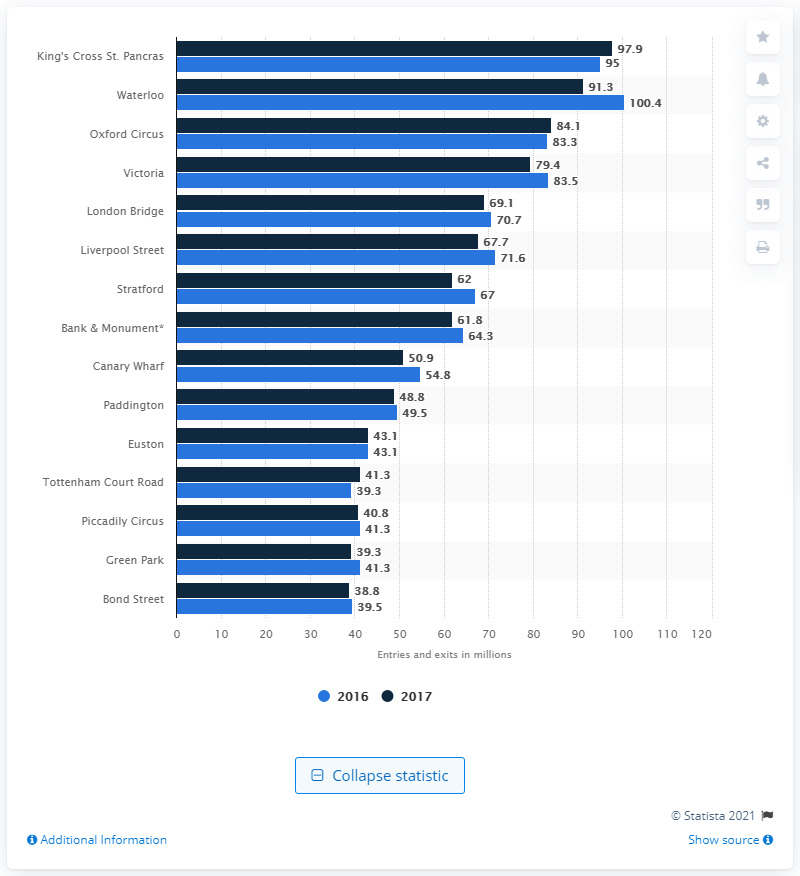 King's Cross St. Pancras 97.9
95
Waterloo 91.3
100.4
Oxford Circus 84.1
83.3
Victoria 79.4
83.5
London Bridge 69.1
70.7
Liverpool Street 67.7
71.6
Stratford 62
67
Bank & Monument* 61.8
64.3
Canary Wharf 50.9
54.8
Paddington 48.8
49.5
Euston 43.1
43.1
Tottenham Court Road 41.3
39.3
Piccadily Circus 40.8
41.3
Green Park 39.3
41.3
Bond Street 38.8
39.5
0 10 20 30 40 50 60 70 80 90 100 110 120
Entries and exits in millions
2016 2017
Collapse statistic
© Statista 2021
Additional Information Show source